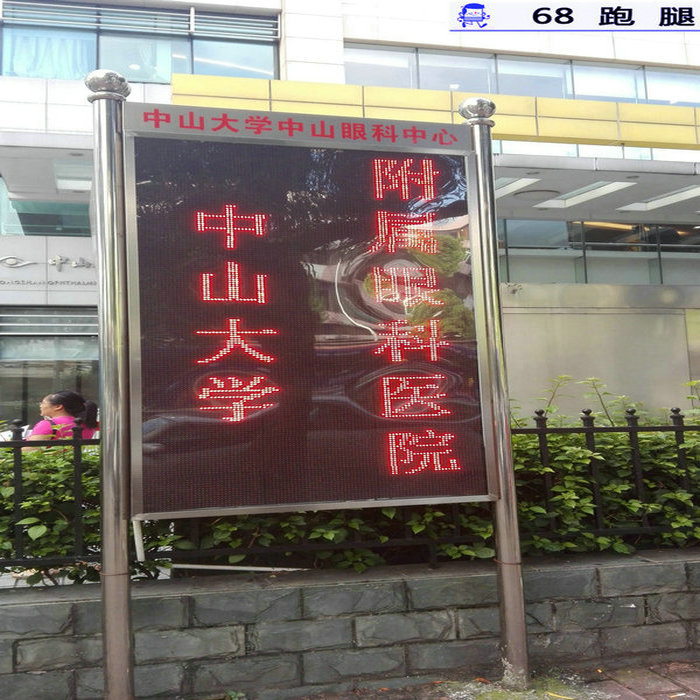 68 跑 腿
中山大学中山眼科中心
中山大学
附属眼科医院